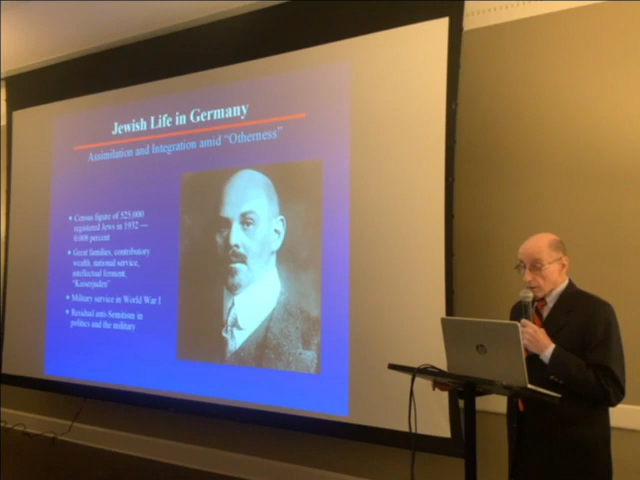 Jewish Life in Germany
Assimilation and Integration amid “Otherness”
• Census figure of 525,000
registered Jews in 1932 —
0.008 percent
• Great families, contributory
wealth, national service,
intellectual ferment,
“Kaiserjuden”
• Military service in World War I
• Residual anti-Semitism in
politics and the military
hp